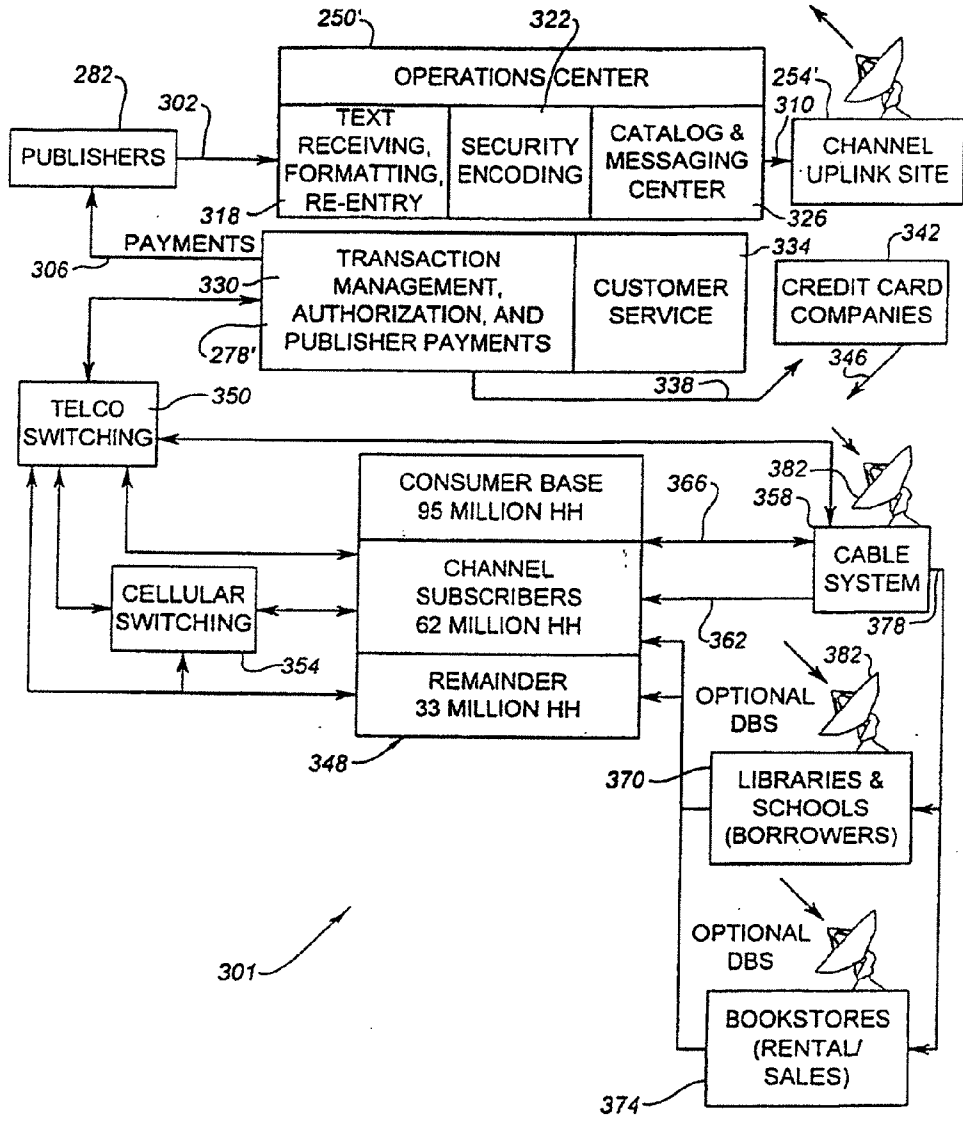 250'
322
OPERATIONS CENTER
254'
282
302
310
PUBLISHERS
TEXT
RECEIVING,
FORMATTING,
RE-ENTRY
318
SECURITY
ENCODING
CATALOG &
MESSAGING
CENTER
326
CHANNEL
UPLINK SITE
PAYMENTS
306
330
TRANSACTION
MANAGEMENT,
AUTHORIZATION, AND
PUBLISHER PAYMENTS
278'
334
CUSTOMER
SERVICE
342
CREDIT CARD
COMPANIES
346
338
TELCO
SWITCHING
350
CONSUMER BASE
95 MILLION HH
366
382
358
CABLE
SYSTEM
CHANNEL
SUBSCRIBERS
62 MILLION HH
362
378
CELLULAR
SWITCHING
354
REMAINDER
33 MILLION HH
348
382
OPTIONAL
DBS
370
LIBRARIES &
SCHOOLS
(BORROWERS)
OPTIONAL
DBS
301
BOOKSTORES
(RENTAL/
SALES)
374